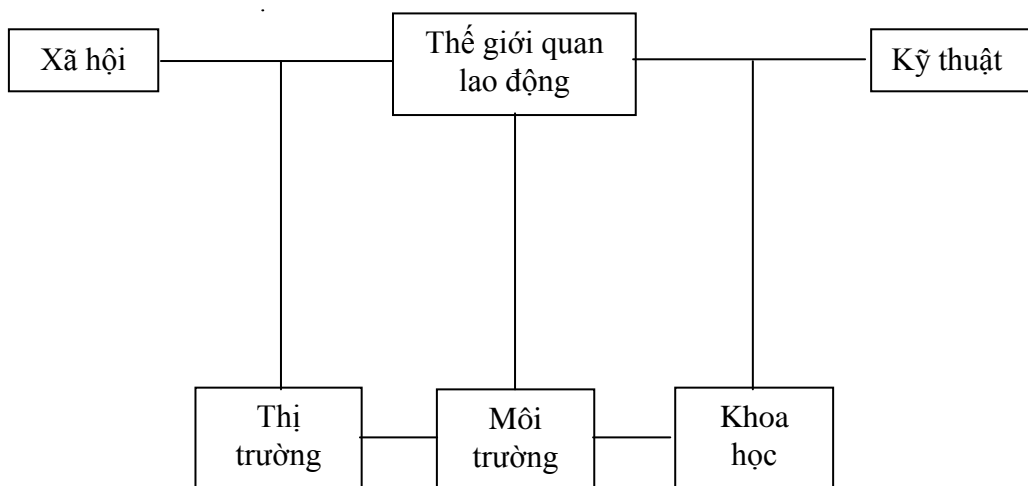 Xã hội
Thế giới quan
lao động
Kỹ thuật
Thị
trường
Môi
trường
Khoa
học